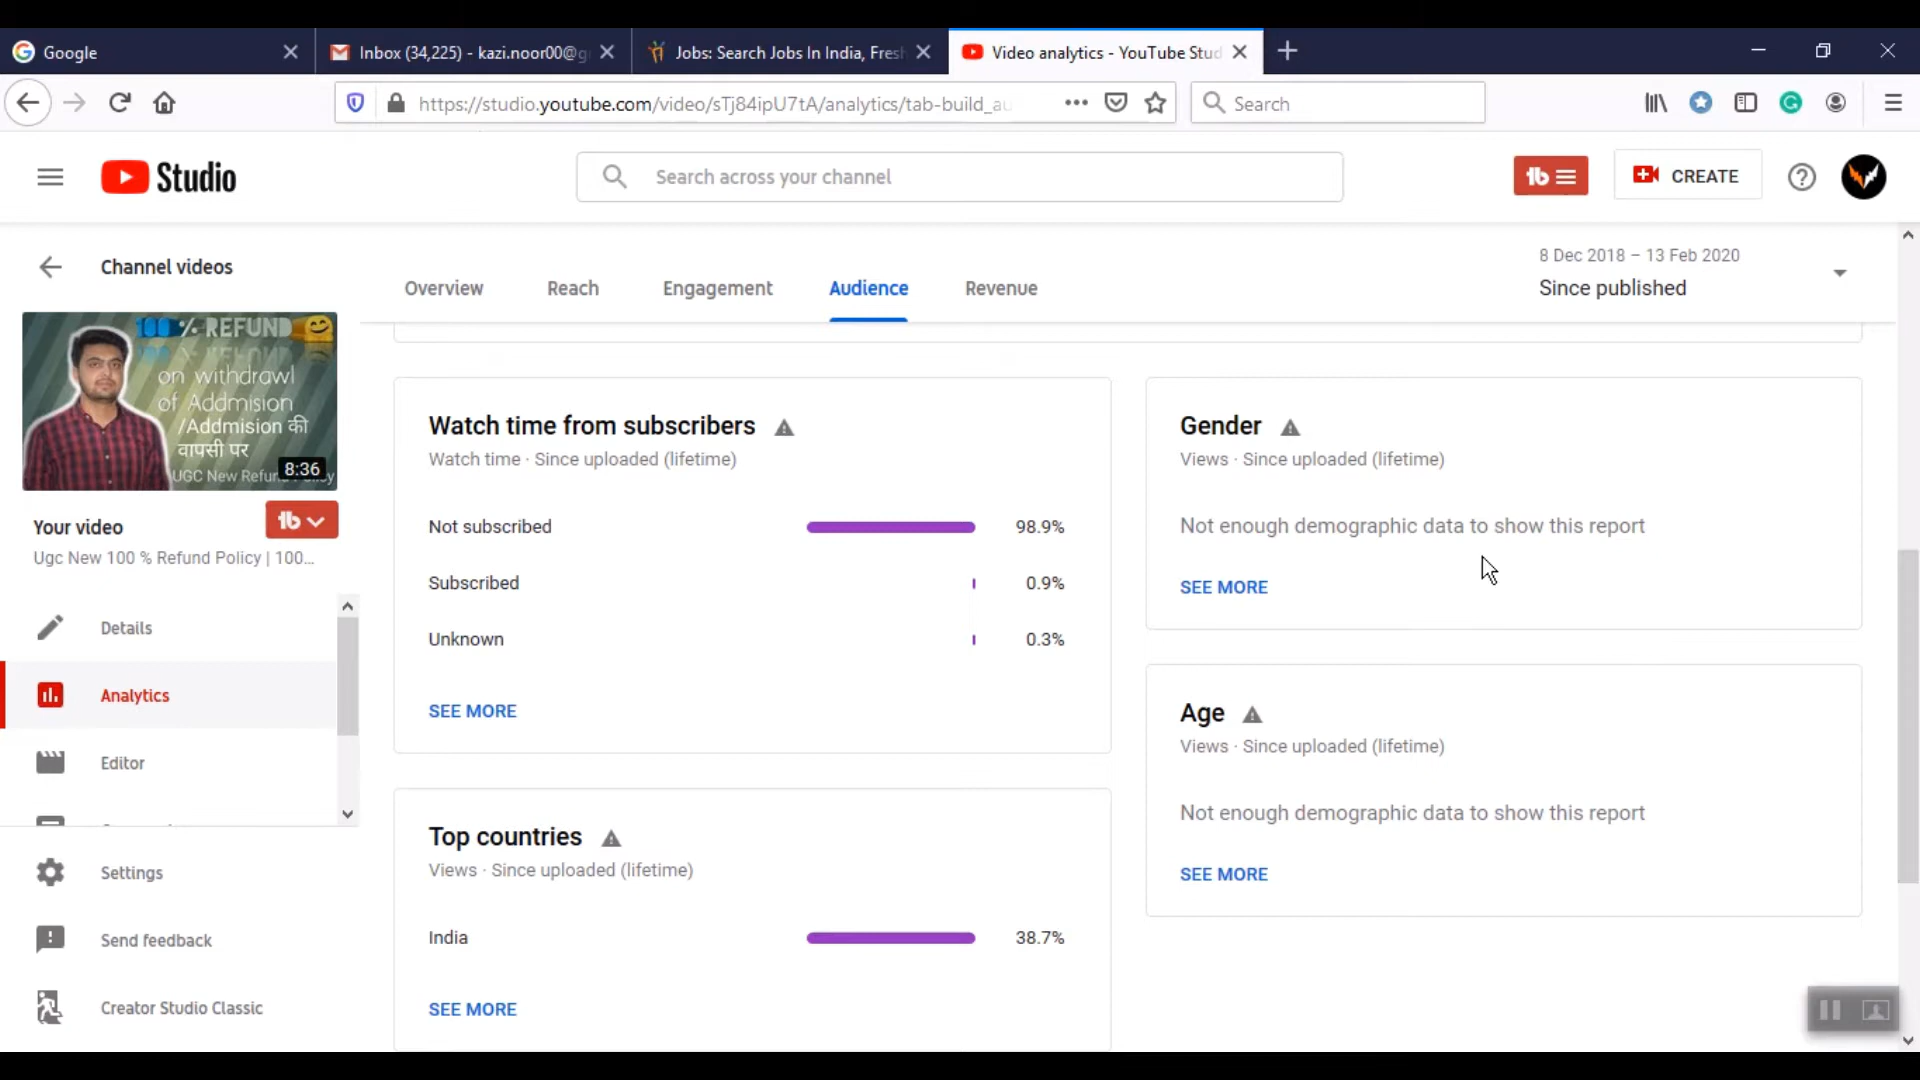 Google
Inbox (34,225) - kazi.noor00@g
Jobs: Search Jobs In India, Fresh
Video analytics - YouTube Stud
https://studio.youtube.com/video/sTj84ipU7tA/analytics/tab-build_au
Search
Studio
Search across your channel
CREATE
Channel videos
8 Dec 2018 – 13 Feb 2020
Since published
Overview
Reach
Engagement
Audience
Revenue
100 % REFUND
on withdrawl
of Addmision
/Addmision की
वापसी पर
UGC New Refun
8:36
Your video
Ugc New 100 % Refund Policy | 100...
Details
Analytics
Editor
Settings
Send feedback
Creator Studio Classic
Watch time from subscribers
Watch time · Since uploaded (lifetime)
Not subscribed 98.9%
Subscribed 0.9%
Unknown 0.3%
SEE MORE
Top countries
Views · Since uploaded (lifetime)
India 38.7%
SEE MORE
Gender
Views · Since uploaded (lifetime)
Not enough demographic data to show this report
SEE MORE
Age
Views · Since uploaded (lifetime)
Not enough demographic data to show this report
SEE MORE